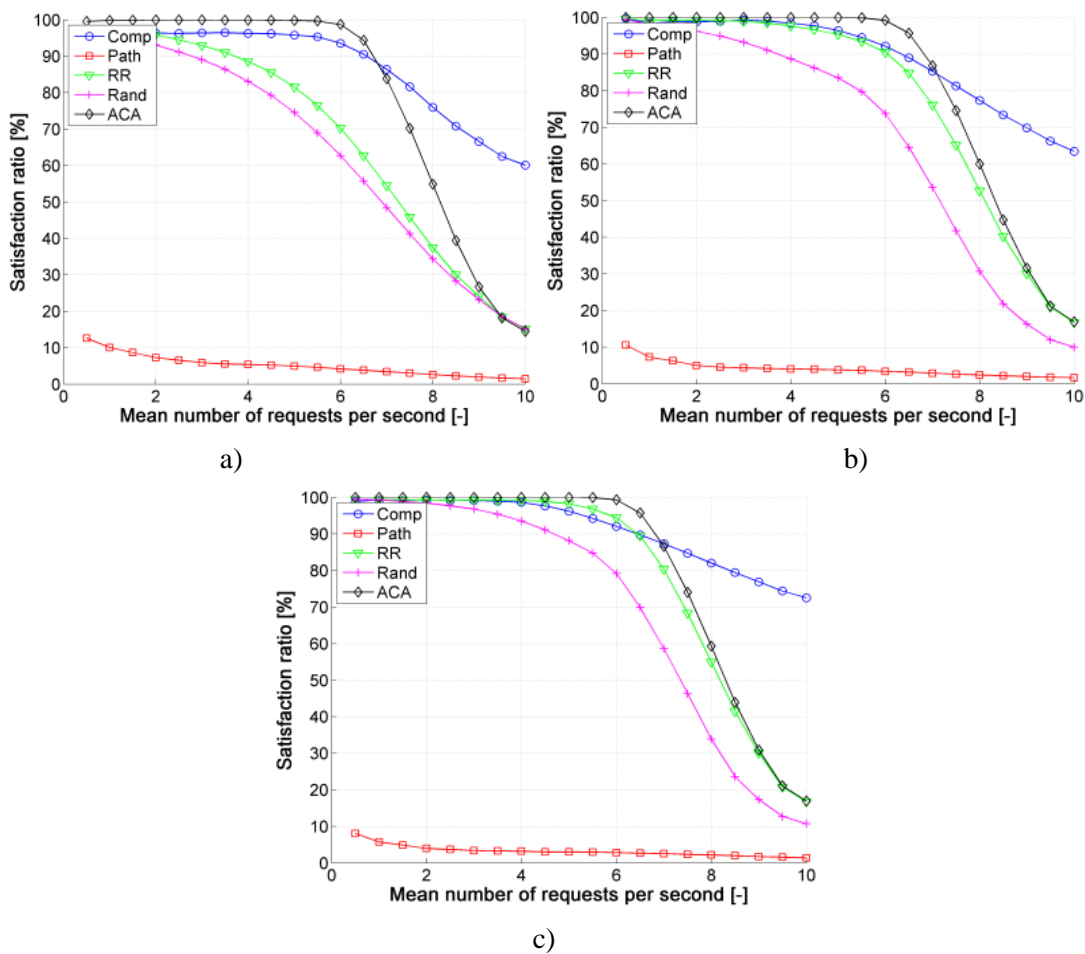 100
90
80
70
60
50
40
30
20
10
0
Satisfaction ratio [%]
Comp
Path
RR
Rand
ACA
0 2 4 6 8 10
Mean number of requests per second [-]
a)
100
90
80
70
60
50
40
30
20
10
0
Satisfaction ratio [%]
Comp
Path
RR
Rand
ACA
0 2 4 6 8 10
Mean number of requests per second [-]
b)
100
90
80
70
60
50
40
30
20
10
0
Satisfaction ratio [%]
Comp
Path
RR
Rand
ACA
0 2 4 6 8 10
Mean number of requests per second [-]
c)